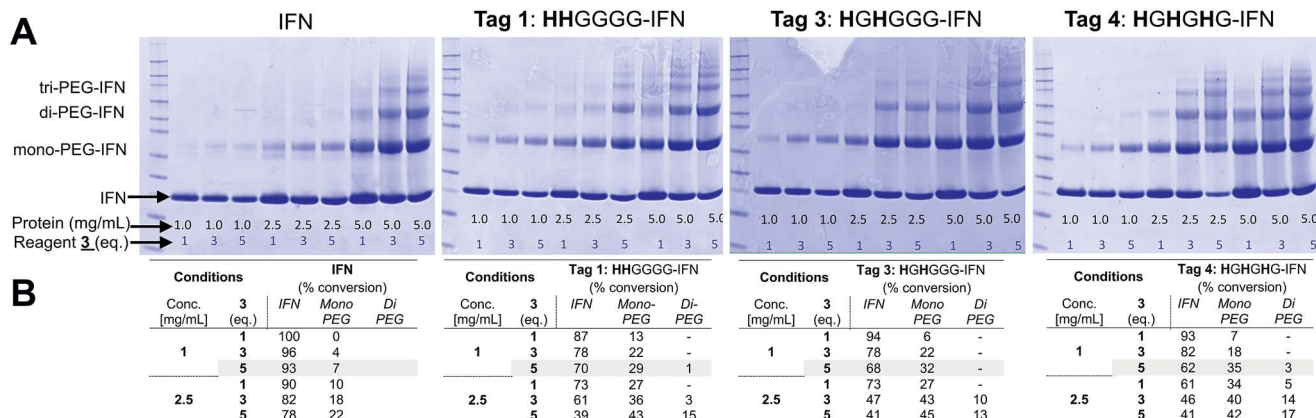 A
IFN
Tag 1: HHGGGG-IFN
Tag 3: HGHGGG-IFN
Tag 4: HGHGHG-IFN
tri-PEG-IFN
di-PEG-IFN
mono-PEG-IFN
IFN
Protein (mg/mL) 1.0 1.0 1.0 2.5 2.5 2.5 5.0 5.0 5.0 1.0 1.0 1.0 2.5 2.5 2.5 5.0 5.0 5.0 1.0 1.0 1.0 2.5 2.5 2.5 5.0 5.0 5.0 1.0 1.0 1.0 2.5 2.5 2.5 5.0 5.0 5.0
Reagent 3 (eq.) 1 3 5 1 3 5 1 3 5 1 3 5 1 3 5 1 3 5 1 3 5 1 3 5 1 3 5 1 3 5 1 3 5 1 3 5
B
Conditions IFN
(% conversion)
Conc. 3 IFN Mono Di
[mg/mL] (eq.) PEG PEG
1 100 0
1 3 96 4
5 93 7
1 90 10
2.5 3 82 18
5 78 22
Conditions Tag 1: HHGGGG-IFN
(% conversion)
Conc. 3 IFN Mono- Di-
[mg/mL] (eq.) PEG PEG
1 87 13 -
1 3 78 22 -
5 70 29 1
1 73 27 -
2.5 3 61 36 3
5 39 43 15
Conditions Tag 3: HGHGGG-IFN
(% conversion)
Conc. 3 IFN Mono Di
[mg/mL] (eq.) PEG PEG
1 94 6 -
1 3 78 22 -
5 68 32 -
1 73 27 -
2.5 3 47 43 10
5 41 45 13
Conditions Tag 4: HGHGHG-IFN
(% conversion)
Conc. 3 IFN Mono Di
[mg/mL] (eq.) PEG PEG
1 93 7 -
1 3 82 18 -
5 62 35 3
1 61 34 5
2.5 3 46 40 14
5 41 42 17